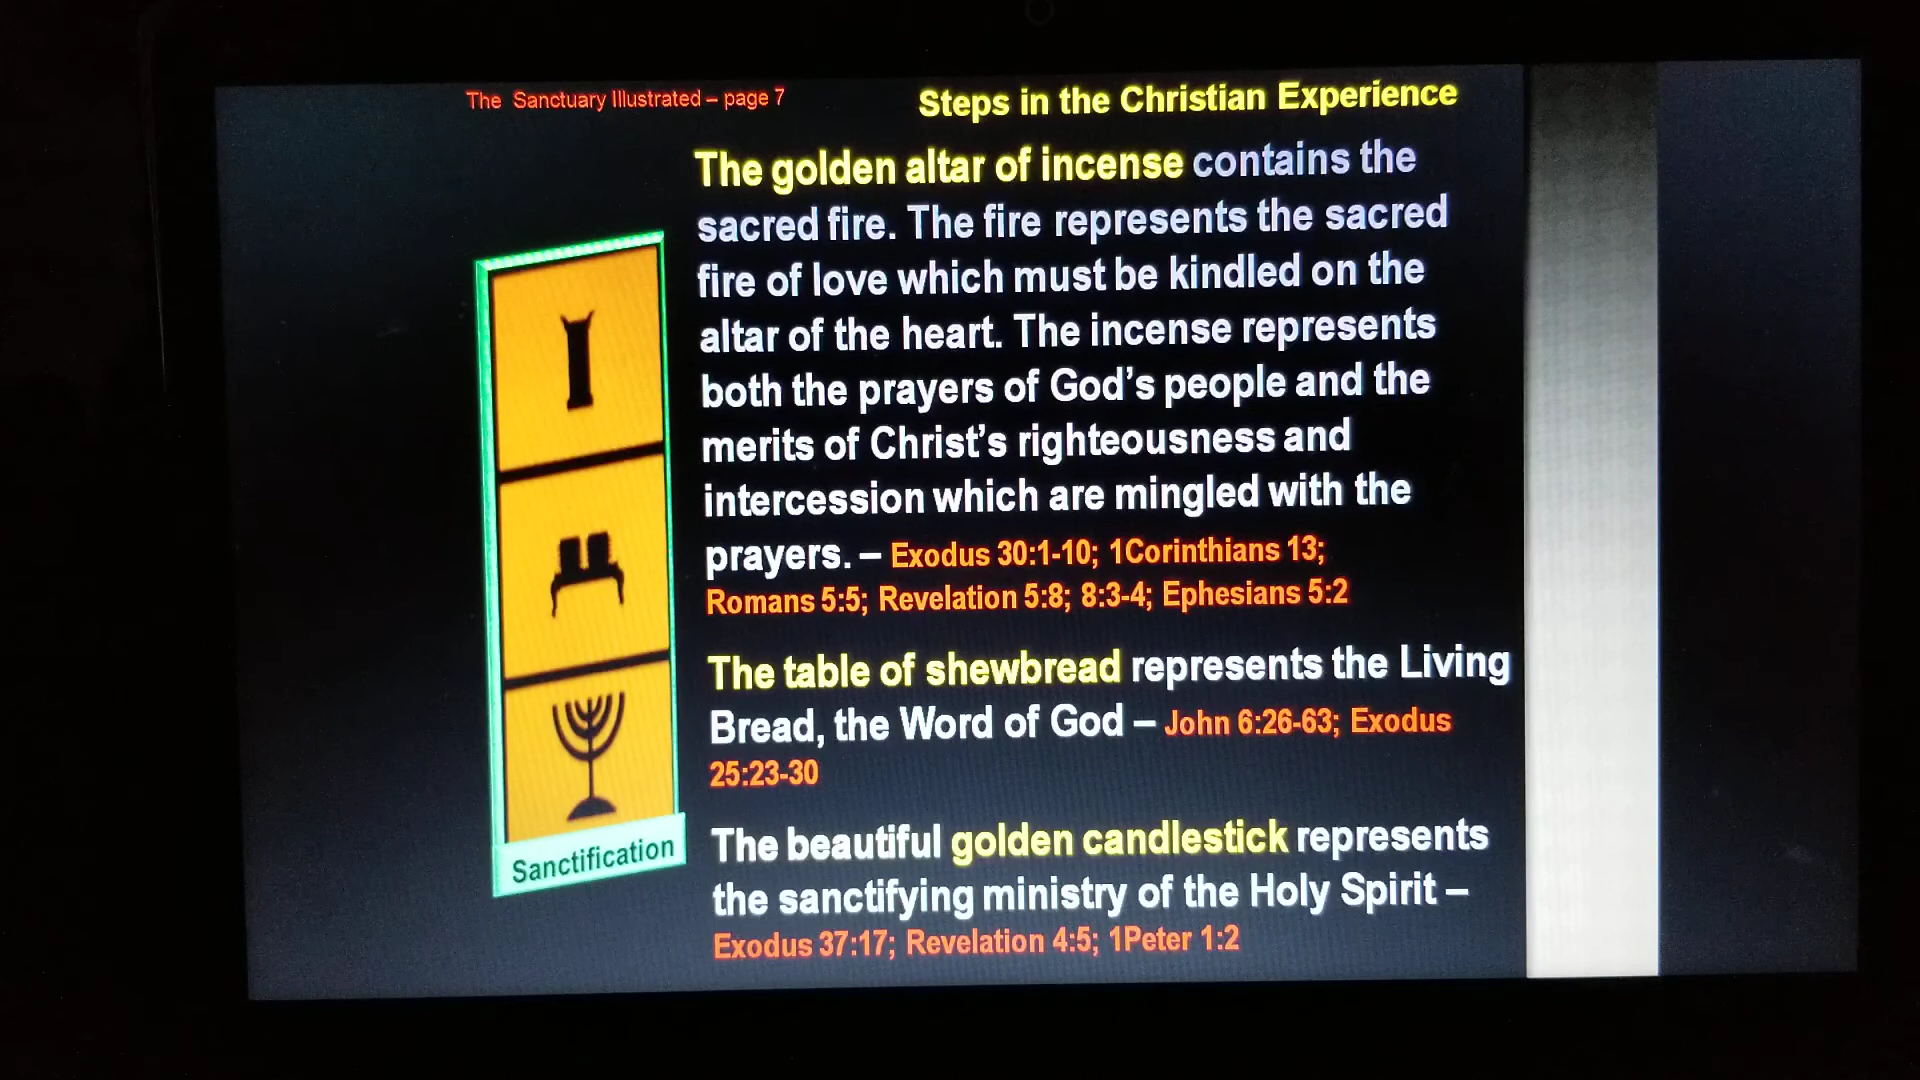 The Sanctuary Illustrated – page 7
Steps in the Christian Experience
The golden altar of incense contains the
sacred fire. The fire represents the sacred
fire of love which must be kindled on the
altar of the heart. The incense represents
both the prayers of God’s people and the
merits of Christ’s righteousness and
intercession which are mingled with the
prayers. – Exodus 30:1-10; 1Corinthians 13;
Romans 5:5; Revelation 5:8; 8:3-4; Ephesians 5:2
The table of shewbread represents the Living
Bread, the Word of God – John 6:26-63; Exodus
25:23-30
The beautiful golden candlestick represents
the sanctifying ministry of the Holy Spirit –
Exodus 37:17; Revelation 4:5; 1Peter 1:2
Sanctification